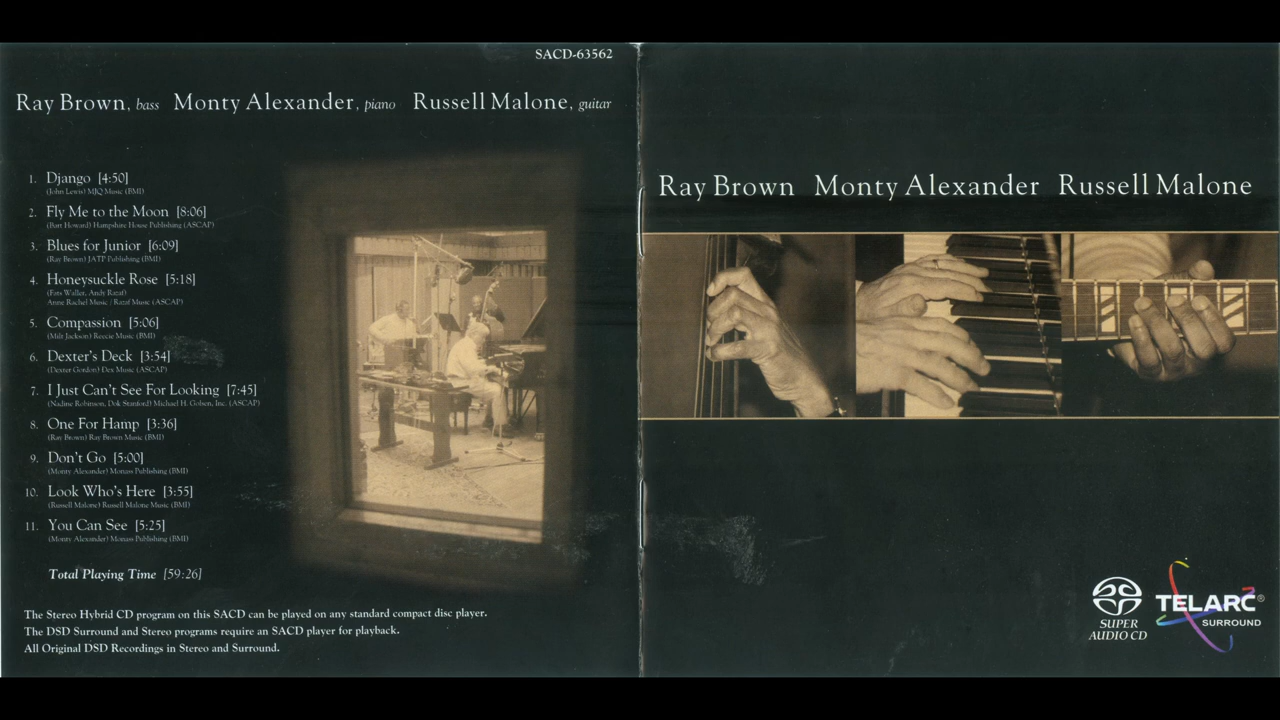 SACD-63562
Ray Brown, bass Monty Alexander, piano Russell Malone, guitar
1. Django [4:50]
(John Lewis) MJQ Music (BMI)
2. Fly Me to the Moon [8:06]
(Bart Howard) Hampshire House Publishing (ASCAP)
3. Blues for Junior [6:09]
(Ray Brown) JATP Publishing (BMI)
4. Honeysuckle Rose [5:18]
(Fats Waller, Andy Razaf)
Anne Rachel Music / Razaf Music (ASCAP)
5. Compassion [5:06]
(Milt Jackson) Reecie Music (BMI)
6. Dexter's Deck [3:54]
(Dexter Gordon) Dex Music (ASCAP)
7. I Just Can't See For Looking [7:45]
(Nadine Robinson, Dok Stanford) Michael H. Golsen, Inc. (ASCAP)
8. One For Hamp [3:36]
(Ray Brown) Ray Brown Music (BMI)
9. Don't Go [5:00]
(Monty Alexander) Monass Publishing (BMI)
10. Look Who's Here [3:55]
(Russell Malone) Russell Malone Music (BMI)
11. You Can See [5:25]
(Monty Alexander) Monass Publishing (BMI)
Total Playing Time [59:26]
The Stereo Hybrid CD program on this SACD can be played on any standard compact disc player.
The DSD Surround and Stereo programs require an SACD player for playback.
All Original DSD Recordings in Stereo and Surround.
Ray Brown Monty Alexander Russell Malone
SUPER
AUDIO CD
TELARC®
SURROUND